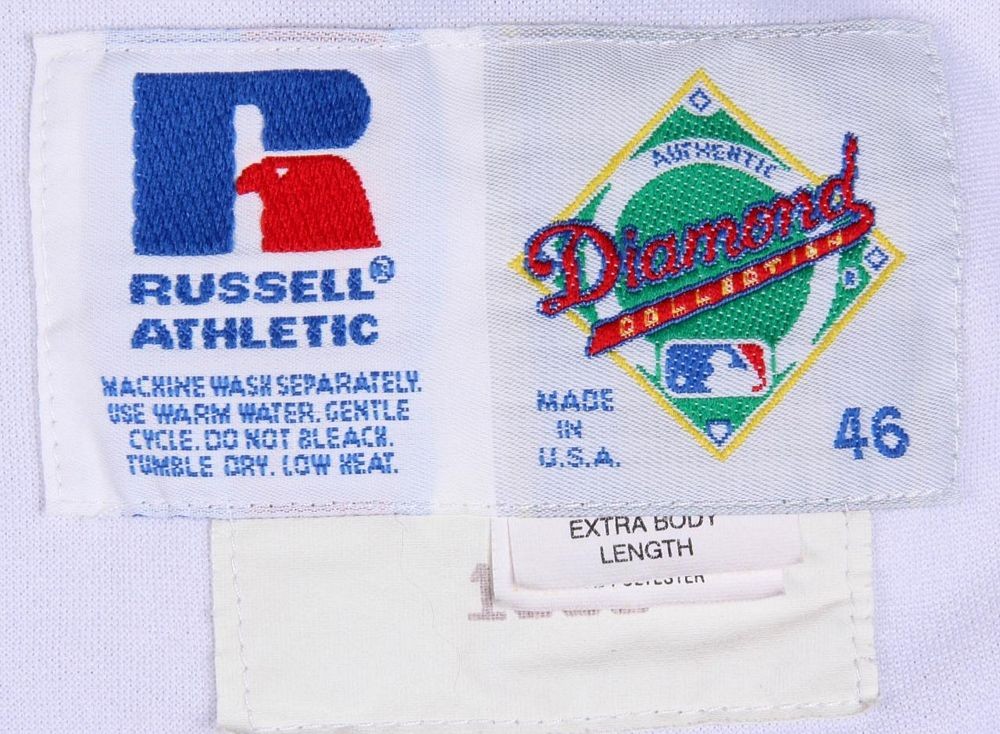 RUSSELL®
ATHLETIC
MACHINE WASH SEPARATELY.
USE WARM WATER. GENTLE
CYCLE. DO NOT BLEACH.
TUMBLE DRY. LOW HEAT.
AUTHENTIC
Diamond
COLLECTION
MADE
IN
U.S.A.
46
EXTRA BODY
LENGTH
POLYESTER